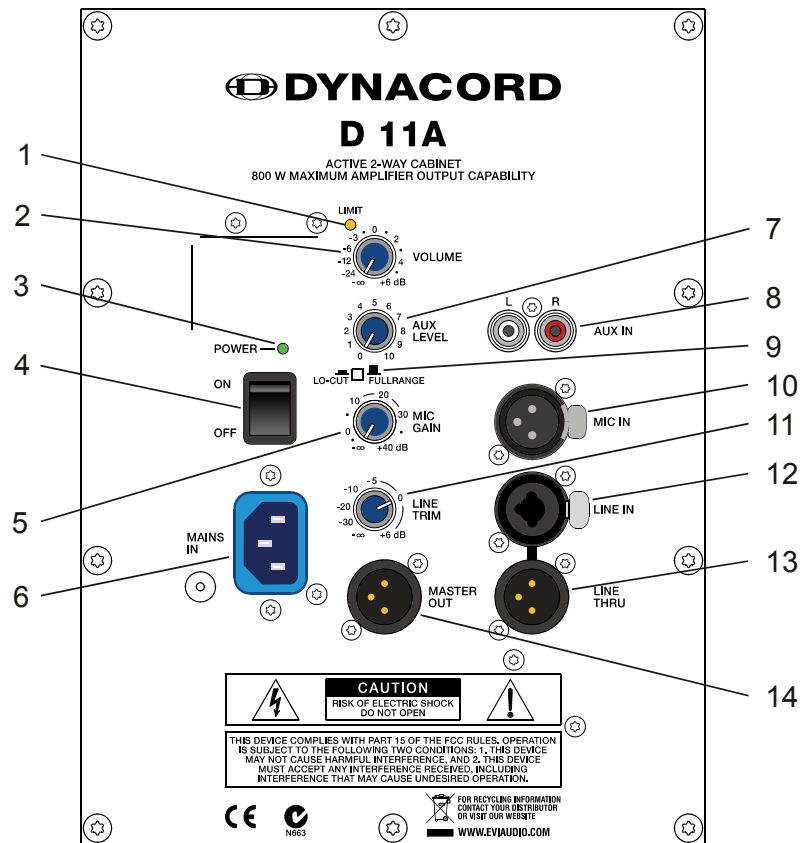 DYNACORD
D 11A
ACTIVE 2-WAY CABINET
800 W MAXIMUM AMPLIFIER OUTPUT CAPABILITY
1
LIMIT
2
-∞ -24 -12 -6 -3 0 2 4 +6 dB
VOLUME
7
3
0 1 2 3 4 5 6 7 8 9 10
AUX
LEVEL
L R
AUX IN
8
POWER
4
ON
OFF
LO-CUT FULLRANGE
9
-∞ 0 10 20 30 +40 dB
MIC
GAIN
MIC IN
10
5
11
-∞ -30 -20 -10 -5 0 +6 dB
LINE
TRIM
LINE IN
12
MAINS
IN
6
MASTER
OUT
LINE
THRU
13
14
CAUTION
RISK OF ELECTRIC SHOCK
DO NOT OPEN
THIS DEVICE COMPLIES WITH PART 15 OF THE FCC RULES. OPERATION
IS SUBJECT TO THE FOLLOWING TWO CONDITIONS: 1. THIS DEVICE
MAY NOT CAUSE HARMFUL INTERFERENCE, AND 2. THIS DEVICE
MUST ACCEPT ANY INTERFERENCE RECEIVED, INCLUDING
INTERFERENCE THAT MAY CAUSE UNDESIRED OPERATION.
CE
N663
FOR RECYCLING INFORMATION
CONTACT YOUR DISTRIBUTOR
OR VISIT OUR WEBSITE
WWW.EVIAUDIO.COM